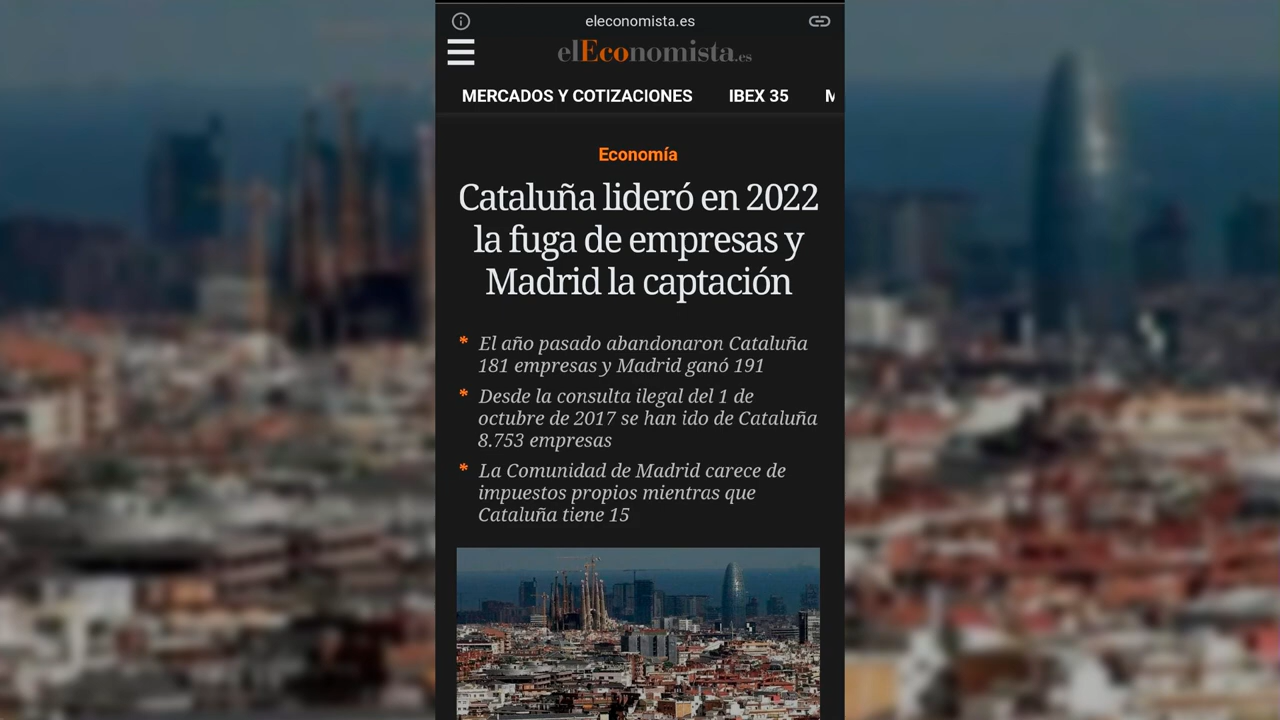 eleconomista.es
elEconomista.es
MERCADOS Y COTIZACIONES IBEX 35
Economía
Cataluña lideró en 2022
la fuga de empresas y
Madrid la captación
* El año pasado abandonaron Cataluña
181 empresas y Madrid ganó 191
* Desde la consulta ilegal del 1 de
octubre de 2017 se han ido de Cataluña
8.753 empresas
* La Comunidad de Madrid carece de
impuestos propios mientras que
Cataluña tiene 15